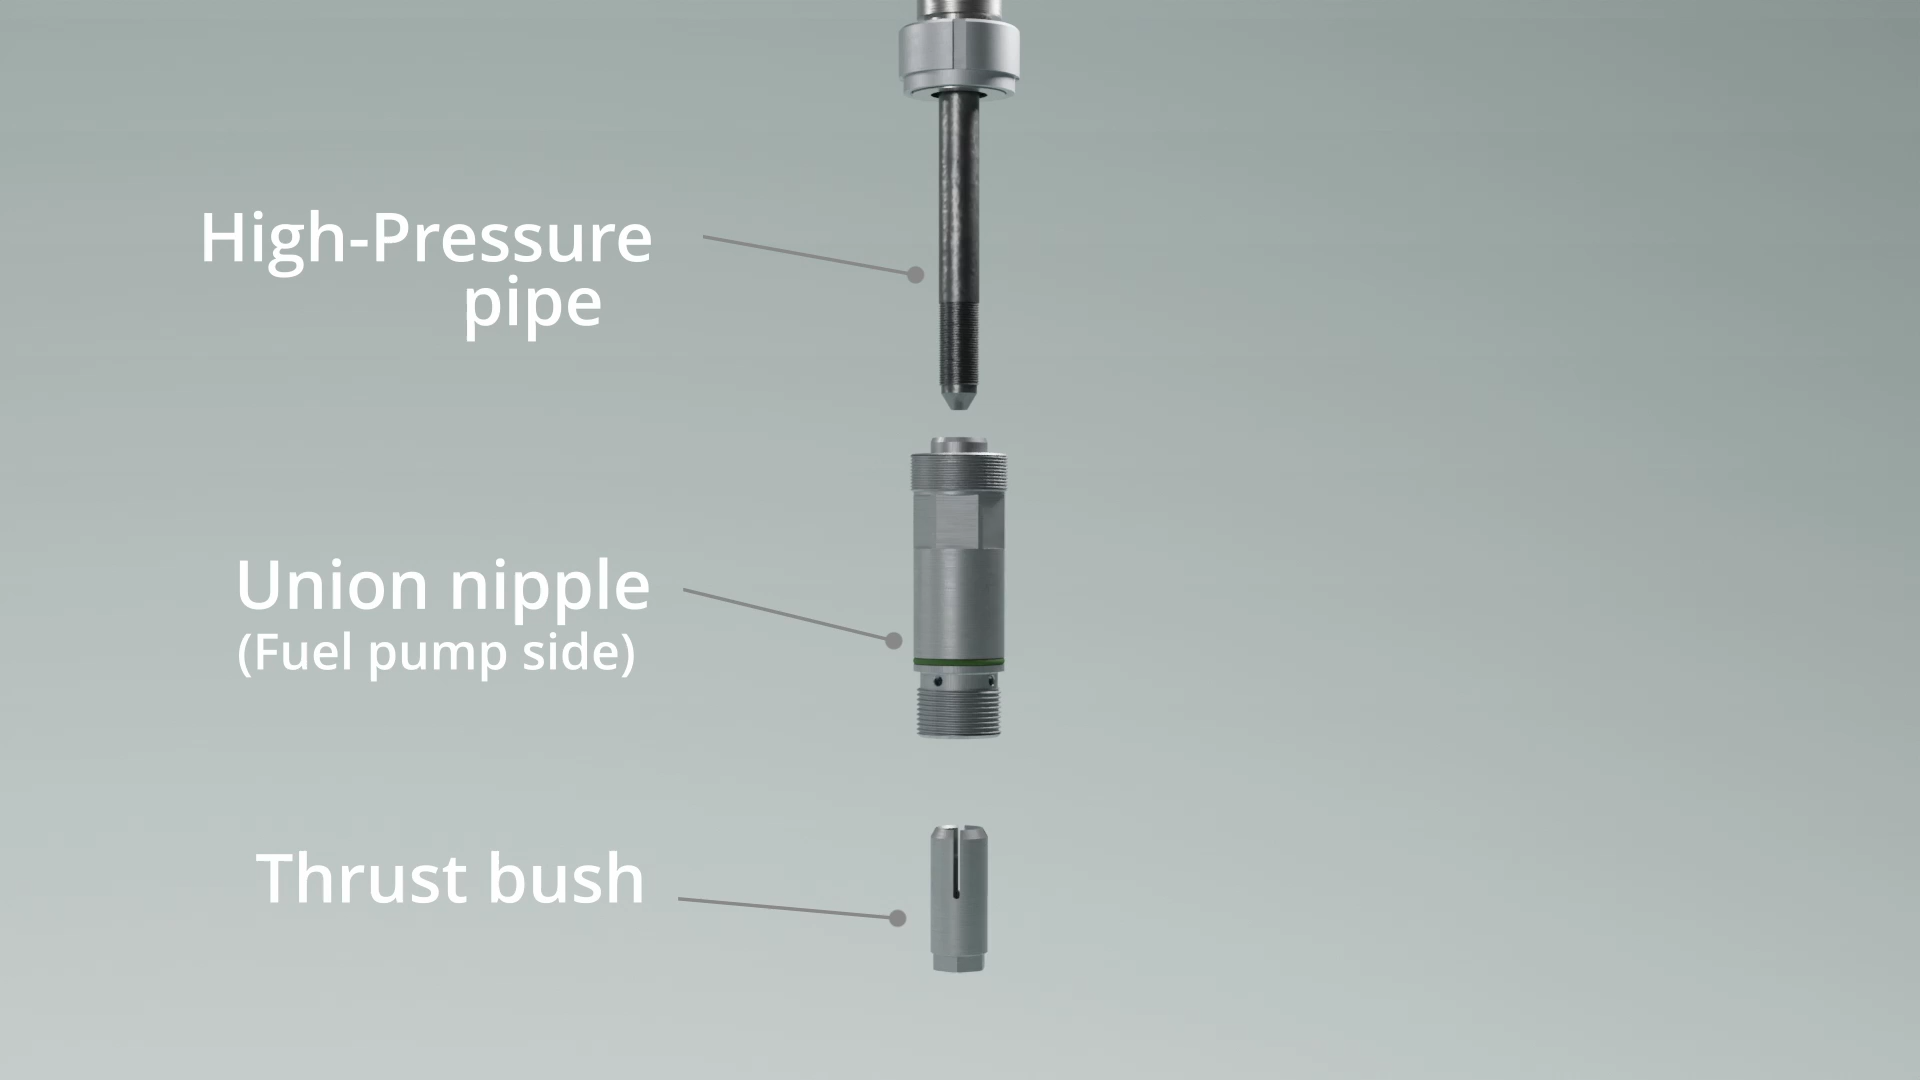 High-Pressure
pipe
Union nipple
(Fuel pump side)
Thrust bush